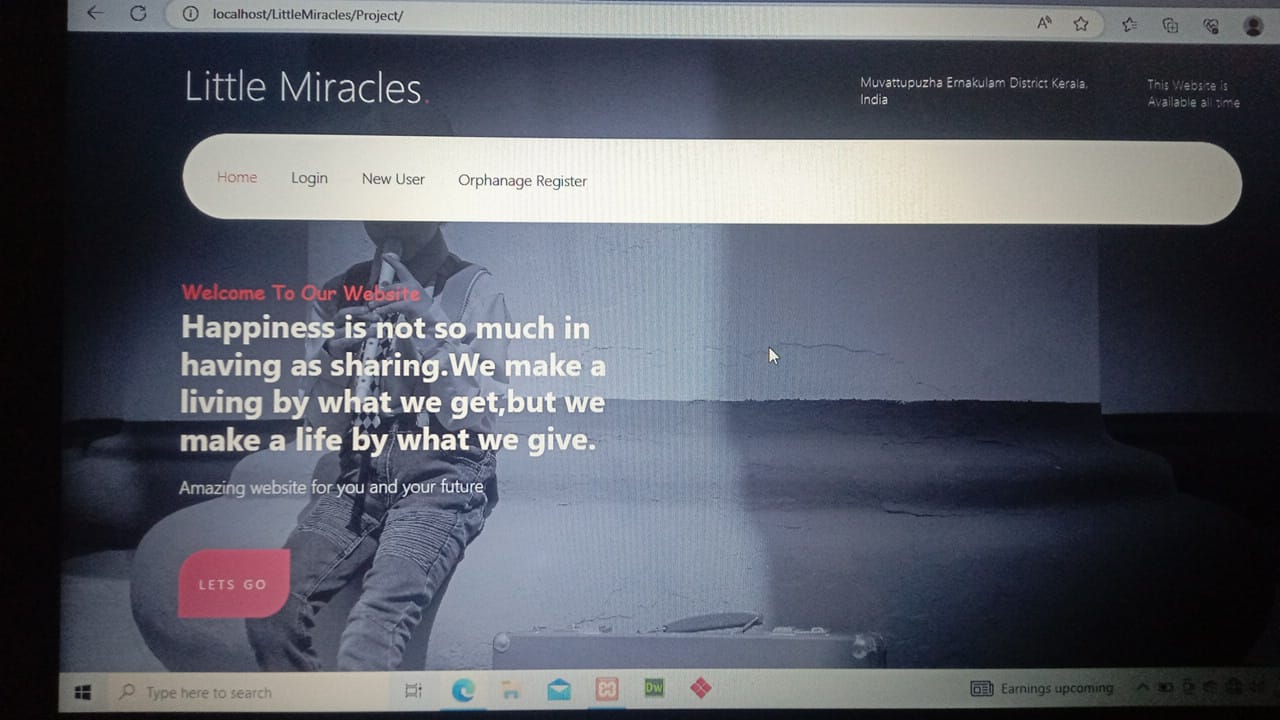 localhost/LittleMiracles/Project/
Little Miracles.
Muvattupuzha Ernakulam District Kerala,
India
This Website is
Available all time
Home Login New User Orphanage Register
Welcome To Our Website
Happiness is not so much in
having as sharing.We make a
living by what we get,but we
make a life by what we give.
Amazing website for you and your future
LETS GO
Type here to search
Dw
Earnings upcoming